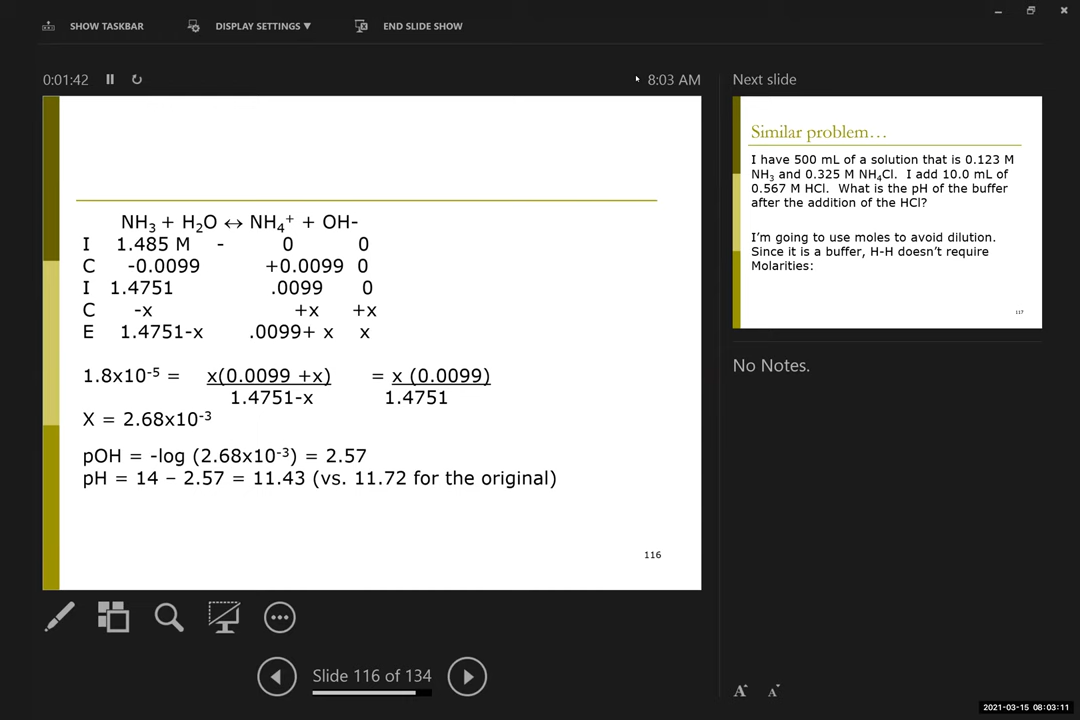 SHOW TASKBAR DISPLAY SETTINGS ▼ END SLIDE SHOW
0:01:42 8:03 AM Next slide
NH₃ + H₂O ↔ NH₄⁺ + OH-
I 1.485 M - 0 0
C -0.0099 +0.0099 0
I 1.4751 .0099 0
C -x +x +x
E 1.4751-x .0099+ x x
1.8x10⁻⁵ = x(0.0099 +x) = x (0.0099)
1.4751-x 1.4751
X = 2.68x10⁻³
pOH = -log (2.68x10⁻³) = 2.57
pH = 14 – 2.57 = 11.43 (vs. 11.72 for the original)
116
Similar problem…
I have 500 mL of a solution that is 0.123 M
NH₃ and 0.325 M NH₄Cl. I add 10.0 mL of
0.567 M HCl. What is the pH of the buffer
after the addition of the HCl?
I'm going to use moles to avoid dilution.
Since it is a buffer, H-H doesn't require
Molarities:
117
No Notes.
Slide 116 of 134
A A
2021-03-15 08:03:11